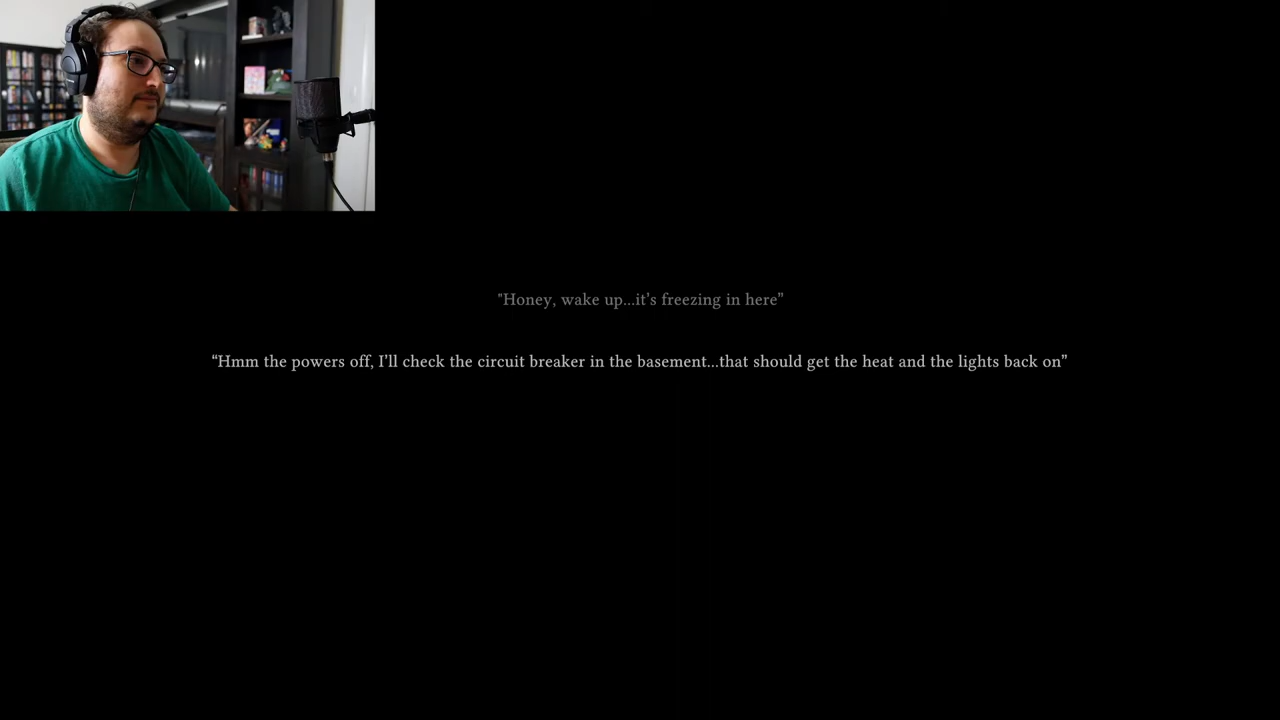 "Honey, wake up...it’s freezing in here”
“Hmm the powers off, I’ll check the circuit breaker in the basement...that should get the heat and the lights back on”